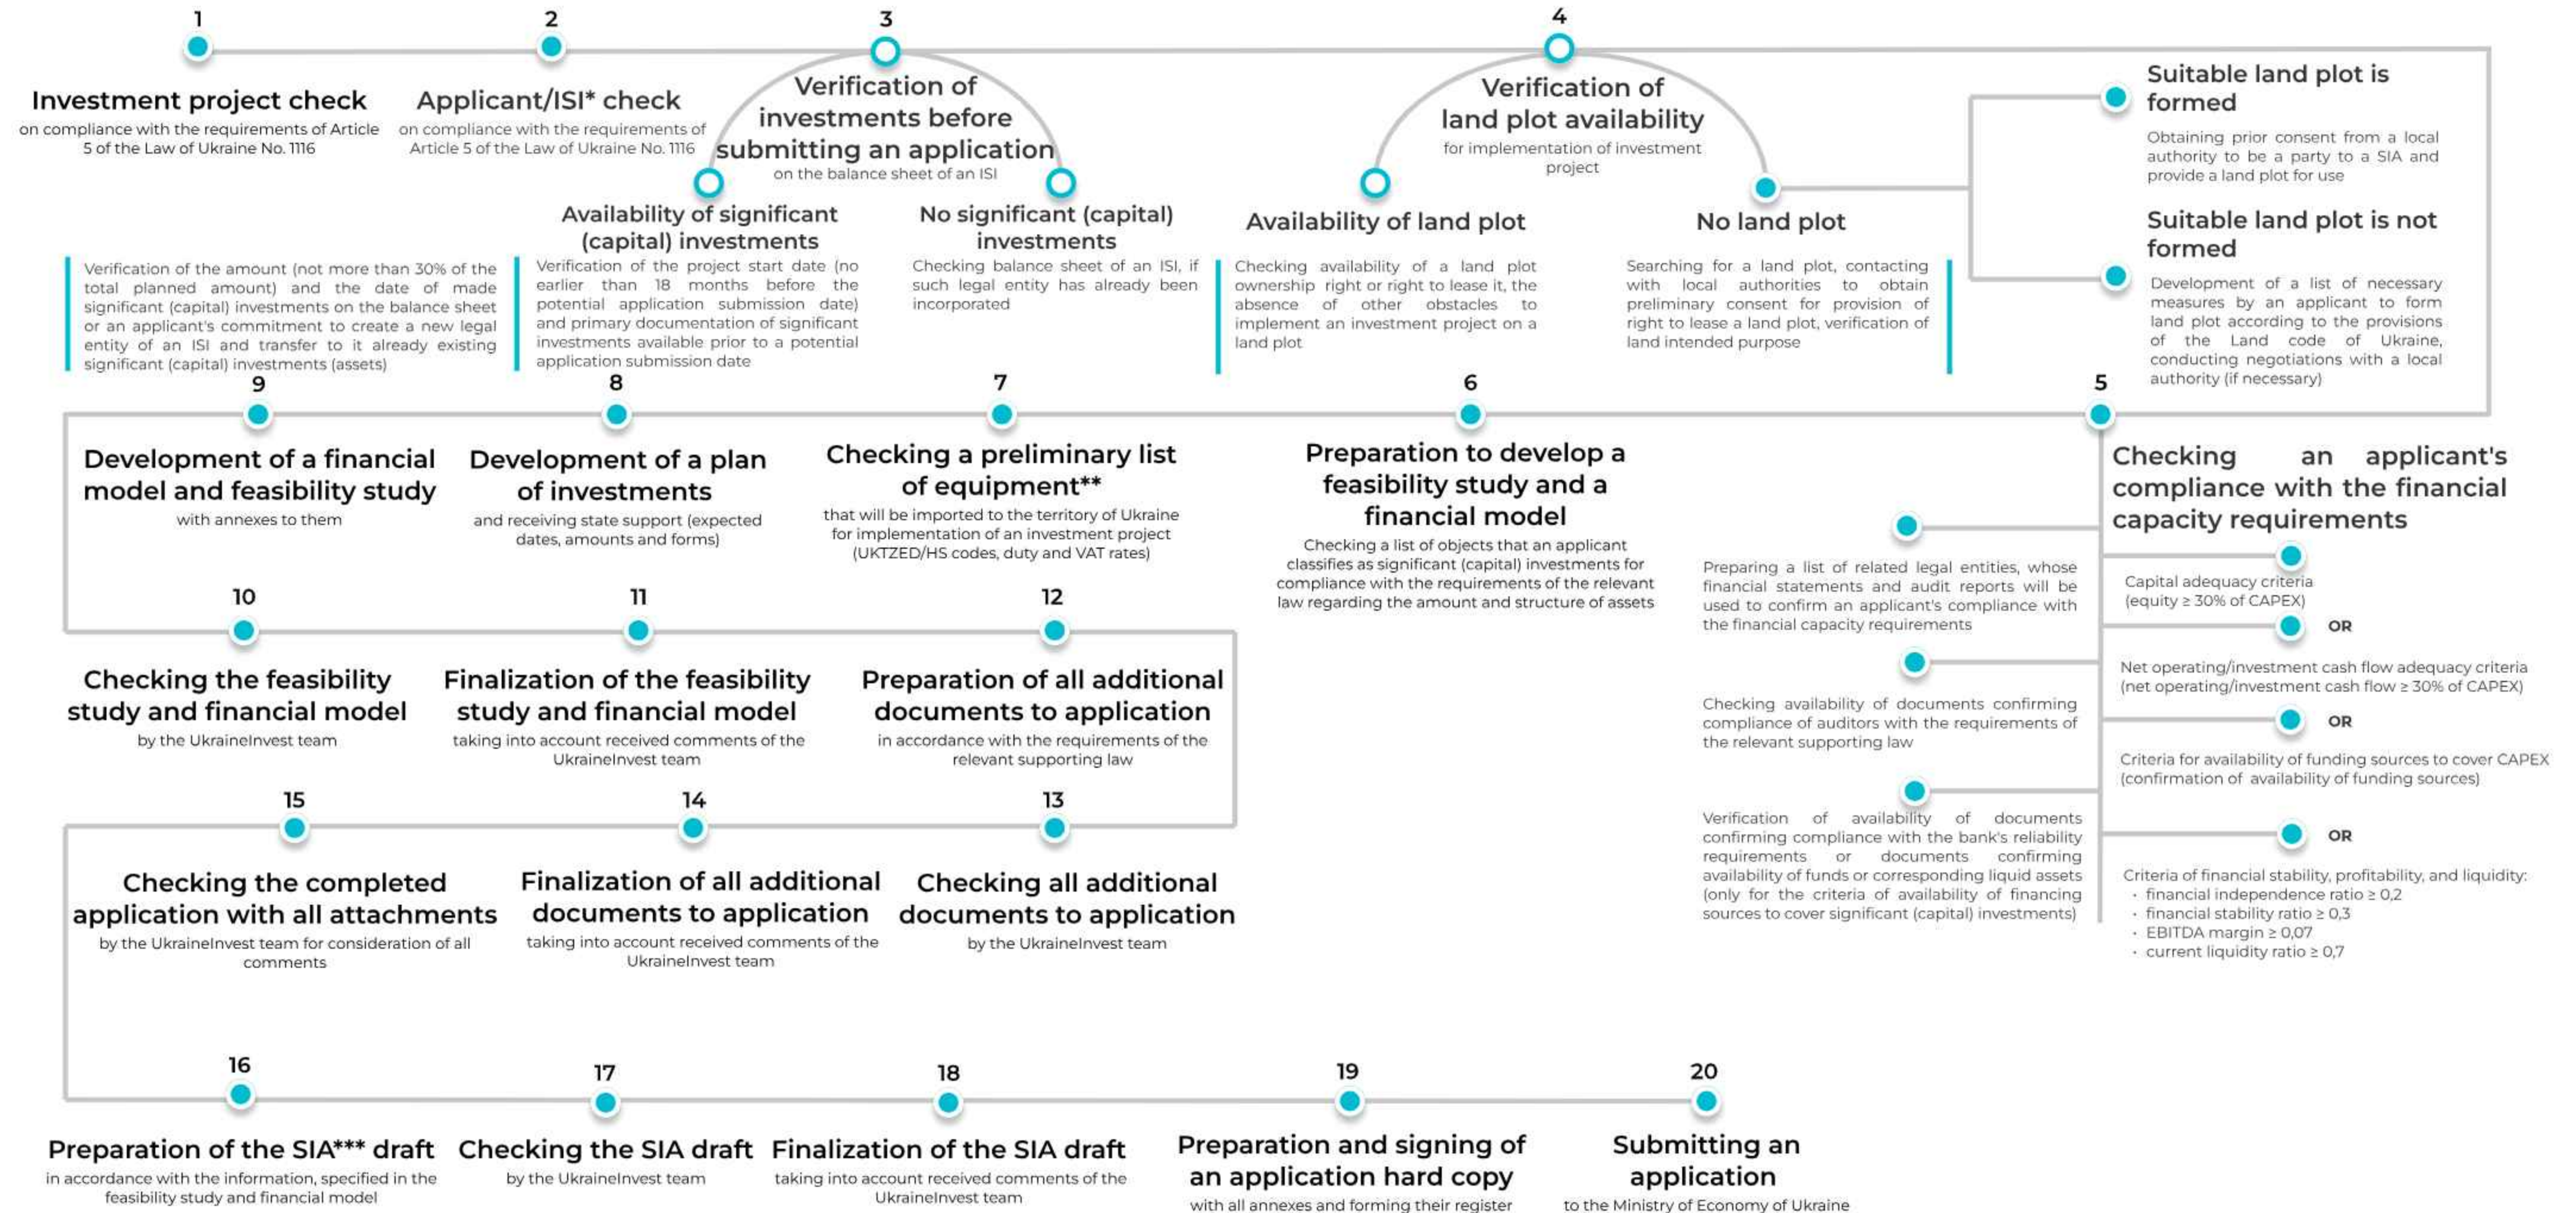 1
Investment project check
on compliance with the requirements of Article
5 of the Law of Ukraine No. 1116
2
Applicant/ISI* check
on compliance with the requirements of
Article 5 of the Law of Ukraine No. 1116
3
Verification of
investments before
submitting an application
on the balance sheet of an ISI
Availability of significant
(capital) investments
Verification of the amount (not more than 30% of the
total planned amount) and the date of made
significant (capital) investments on the balance sheet
or an applicant's commitment to create a new legal
entity of an ISI and transfer to it already existing
significant (capital) investments (assets)
Verification of the project start date (no
earlier than 18 months before the
potential application submission date)
and primary documentation of significant
investments available prior to a potential
application submission date
No significant (capital)
investments
Checking balance sheet of an ISI, if
such legal entity has already been
incorporated
4
Verification of
land plot availability
for implementation of investment
project
Availability of land plot
Checking availability of a land plot
ownership right or right to lease it, the
absence of other obstacles to
implement an investment project on a
land plot
No land plot
Searching for a land plot, contacting
with local authorities to obtain
preliminary consent for provision of
right to lease a land plot, verification of
land intended purpose
Suitable land plot is
formed
Obtaining prior consent from a local
authority to be a party to a SIA and
provide a land plot for use
Suitable land plot is not
formed
Development of a list of necessary
measures by an applicant to form
land plot according to the provisions
of the Land code of Ukraine,
conducting negotiations with a local
authority (if necessary)
5
Checking an applicant's
compliance with the financial
capacity requirements
Preparing a list of related legal entities, whose
financial statements and audit reports will be
used to confirm an applicant's compliance with
the financial capacity requirements
Checking availability of documents confirming
compliance of auditors with the requirements of
the relevant supporting law
Verification of availability of documents
confirming compliance with the bank's reliability
requirements or documents confirming
availability of funds or corresponding liquid assets
(only for the criteria of availability of financing
sources to cover significant (capital) investments)
Capital adequacy criteria
(equity ≥ 30% of CAPEX)
OR
Net operating/investment cash flow adequacy criteria
(net operating/investment cash flow ≥ 30% of CAPEX)
OR
Criteria for availability of funding sources to cover CAPEX
(confirmation of availability of funding sources)
OR
Criteria of financial stability, profitability, and liquidity:
· financial independence ratio ≥ 0,2
· financial stability ratio ≥ 0,3
· EBITDA margin ≥ 0,07
· current liquidity ratio ≥ 0,7
6
Preparation to develop a
feasibility study and a
financial model
Checking a list of objects that an applicant
classifies as significant (capital) investments for
compliance with the requirements of the relevant
law regarding the amount and structure of assets
7
Checking a preliminary list
of equipment**
that will be imported to the territory of Ukraine
for implementation of an investment project
(UKTZED/HS codes, duty and VAT rates)
8
Development of a plan
of investments
and receiving state support (expected
dates, amounts and forms)
9
Development of a financial
model and feasibility study
with annexes to them
10
Checking the feasibility
study and financial model
by the UkraineInvest team
11
Finalization of the feasibility
study and financial model
taking into account received comments of the
UkraineInvest team
12
Preparation of all additional
documents to application
in accordance with the requirements of the
relevant supporting law
13
Checking all additional
documents to application
by the UkraineInvest team
14
Finalization of all additional
documents to application
taking into account received comments of the
UkraineInvest team
15
Checking the completed
application with all attachments
by the UkraineInvest team for consideration of all
comments
16
Preparation of the SIA*** draft
in accordance with the information, specified in the
feasibility study and financial model
17
Checking the SIA draft
by the UkraineInvest team
18
Finalization of the SIA draft
taking into account received comments of the
UkraineInvest team
19
Preparation and signing of
an application hard copy
with all annexes and forming their register
20
Submitting an
application
to the Ministry of Economy of Ukraine